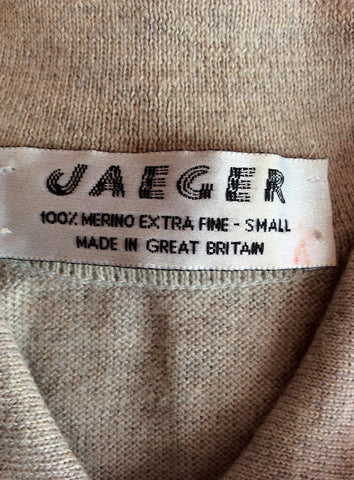 JAEGER
100% MERINO EXTRA FINE - SMALL
MADE IN GREAT BRITAIN